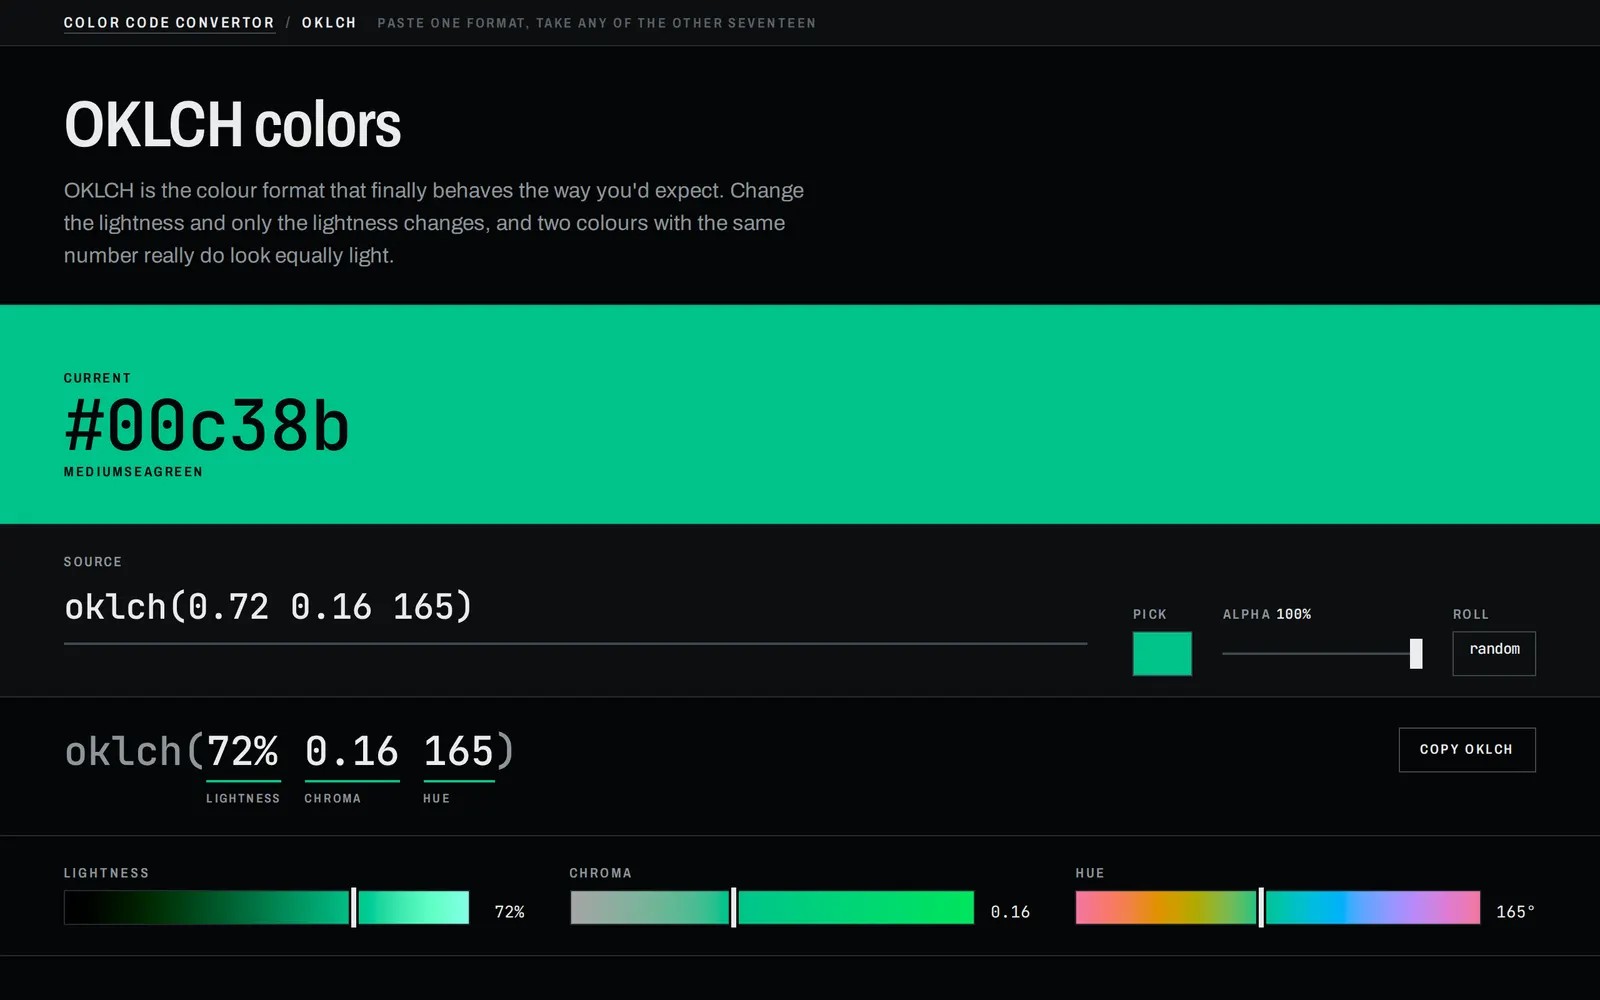 COLOR CODE CONVERTOR / OKLCH PASTE ONE FORMAT, TAKE ANY OF THE OTHER SEVENTEEN
OKLCH colors
OKLCH is the colour format that finally behaves the way you'd expect. Change
the lightness and only the lightness changes, and two colours with the same
number really do look equally light.
CURRENT
#00c38b
MEDIUMSEAGREEN
SOURCE
oklch(0.72 0.16 165)
PICK
ALPHA 100%
ROLL
random
oklch(72% 0.16 165)
LIGHTNESS CHROMA HUE
COPY OKLCH
LIGHTNESS
72%
CHROMA
0.16
HUE
165°